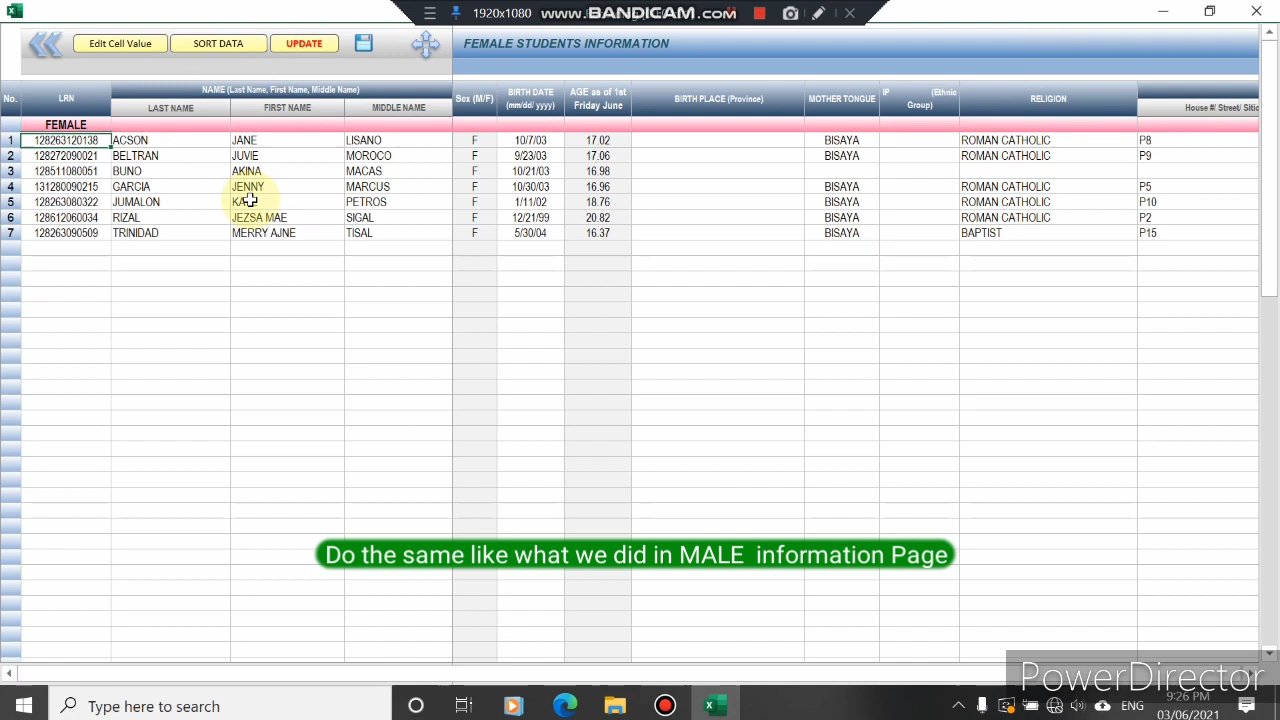 1920x1080 www.BANDICAM.com
Edit Cell Value SORT DATA UPDATE FEMALE STUDENTS INFORMATION
No. LRN NAME (Last Name, First Name, Middle Name) Sex (M/F) BIRTH DATE (mm/dd/ yyyy) AGE as of 1st Friday June BIRTH PLACE (Province) MOTHER TONGUE IP (Ethnic Group) RELIGION
LAST NAME FIRST NAME MIDDLE NAME House #/ Street/ Sitio
FEMALE
1 128263120138 ACSON JANE LISANO F 10/7/03 17.02 BISAYA ROMAN CATHOLIC P8
2 128272090021 BELTRAN JUVIE MOROCO F 9/23/03 17.06 BISAYA ROMAN CATHOLIC P9
3 128511080051 BUNO AKINA MACAS F 10/21/03 16.98
4 131280090215 GARCIA JENNY MARCUS F 10/30/03 16.96 BISAYA ROMAN CATHOLIC P5
5 128263080322 JUMALON PETROS F 1/11/02 18.76 BISAYA ROMAN CATHOLIC P10
6 128612060034 RIZAL JEZSA MAE SIGAL F 12/21/99 20.82 BISAYA ROMAN CATHOLIC P2
7 128263090509 TRINIDAD MERRY AJNE TISAL F 5/30/04 16.37 BISAYA BAPTIST P15
Do the same like what we did in MALE information Page
PowerDirector
Type here to search
ENG
9:26 PM
03/06/2021